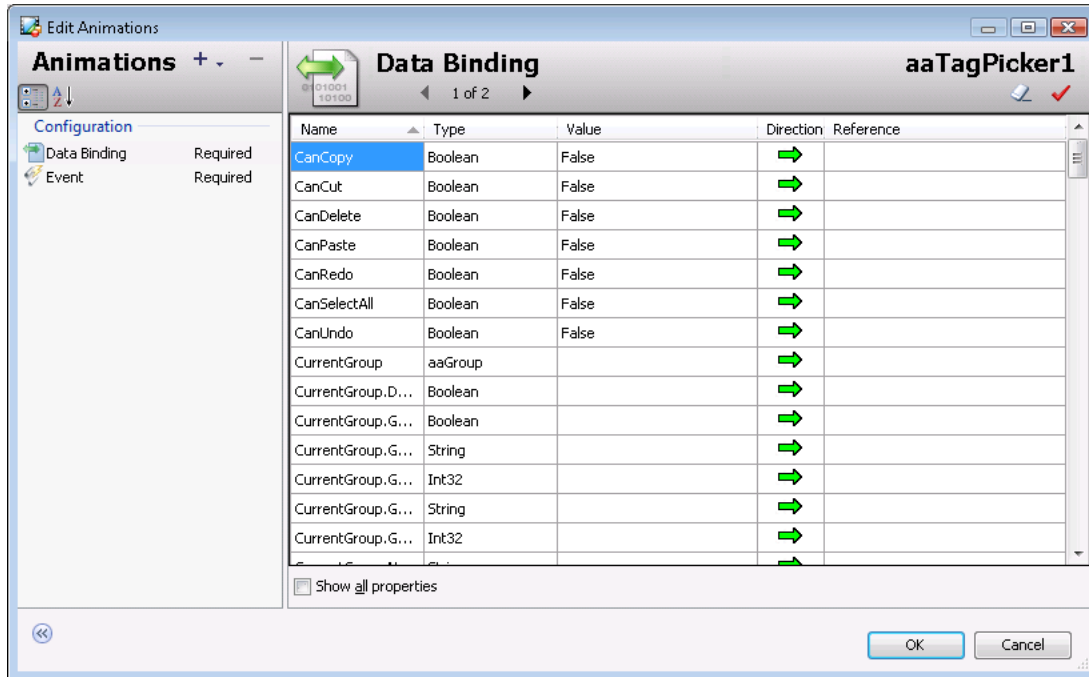 Edit Animations
Animations
Configuration
Data Binding Required
Event Required
0101001
10100
Data Binding
1 of 2
aaTagPicker1
Name Type Value Direction Reference
CanCopy Boolean False
CanCut Boolean False
CanDelete Boolean False
CanPaste Boolean False
CanRedo Boolean False
CanSelectAll Boolean False
CanUndo Boolean False
CurrentGroup aaGroup
CurrentGroup.D... Boolean
CurrentGroup.G... Boolean
CurrentGroup.G... String
CurrentGroup.G... Int32
CurrentGroup.G... String
CurrentGroup.G... Int32
Show all properties
OK Cancel